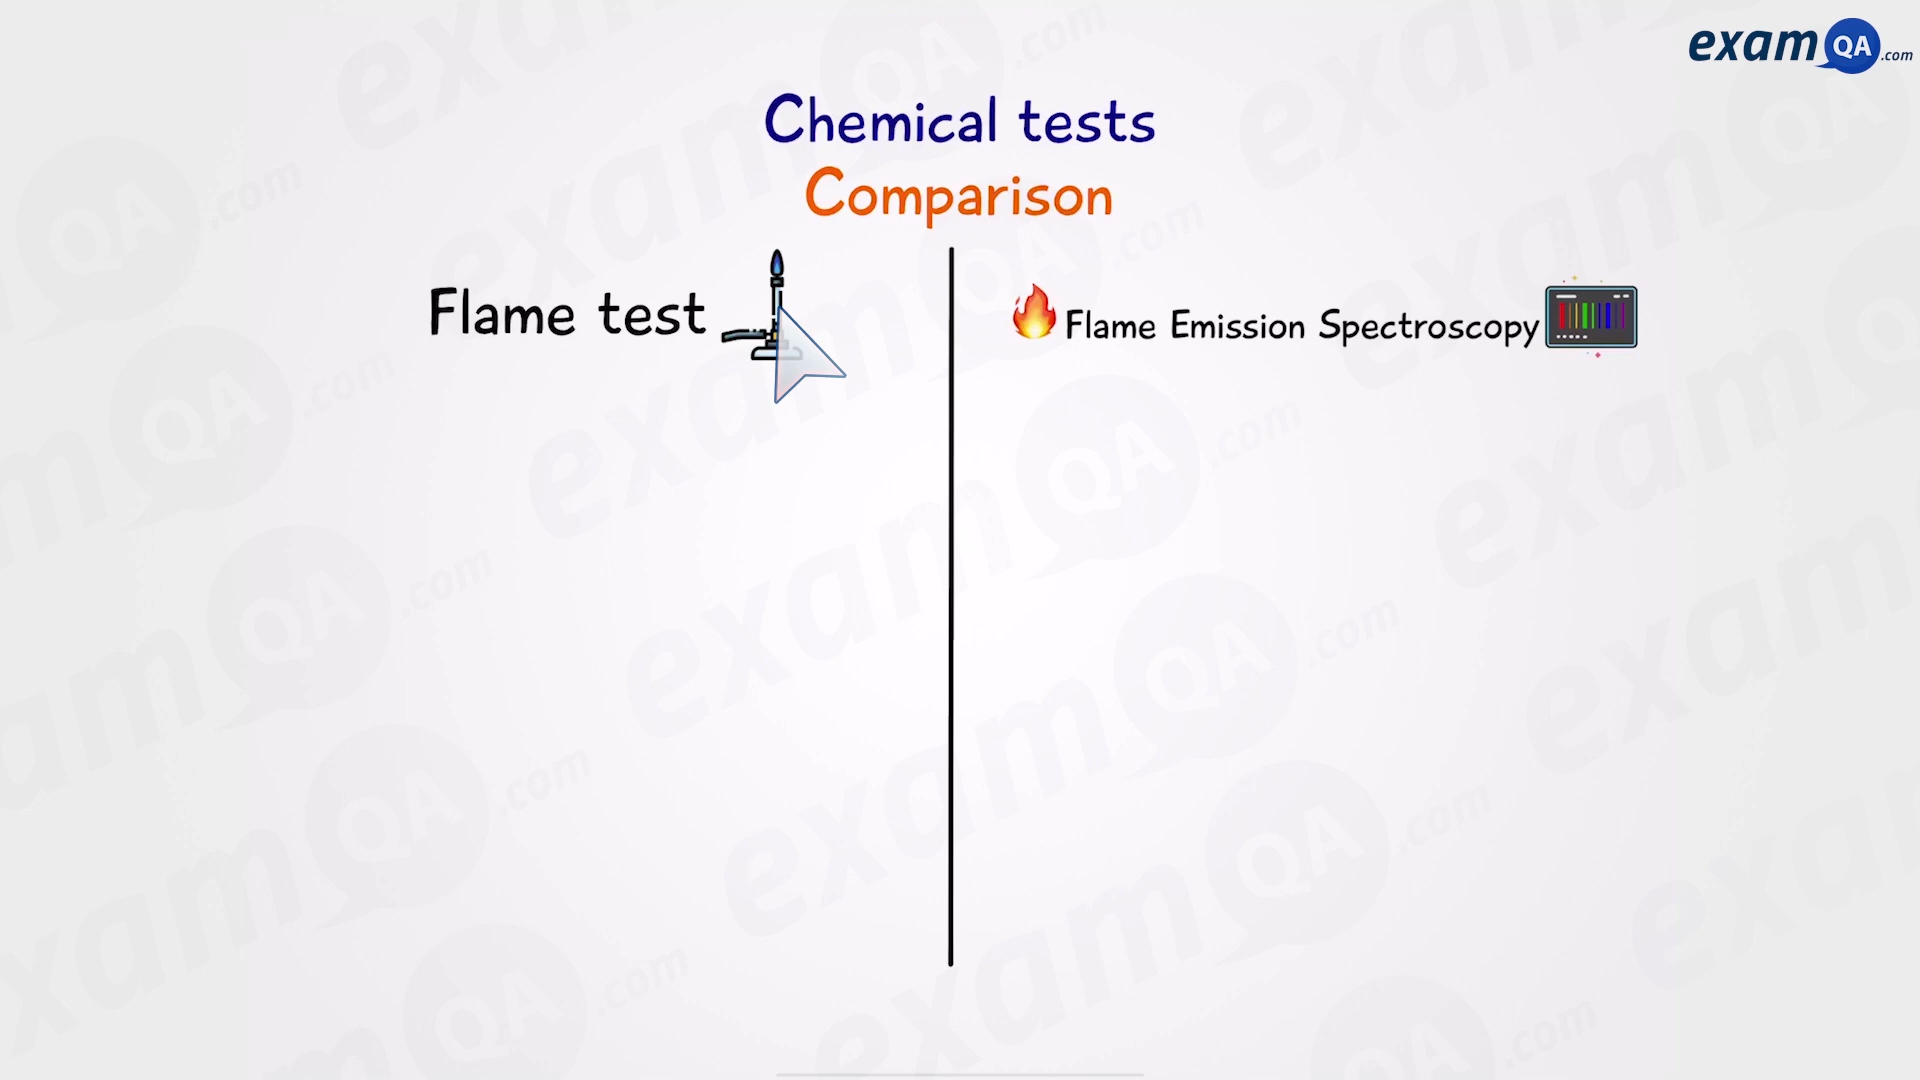 examQA.com
Chemical tests
Comparison
Flame test
Flame Emission Spectroscopy